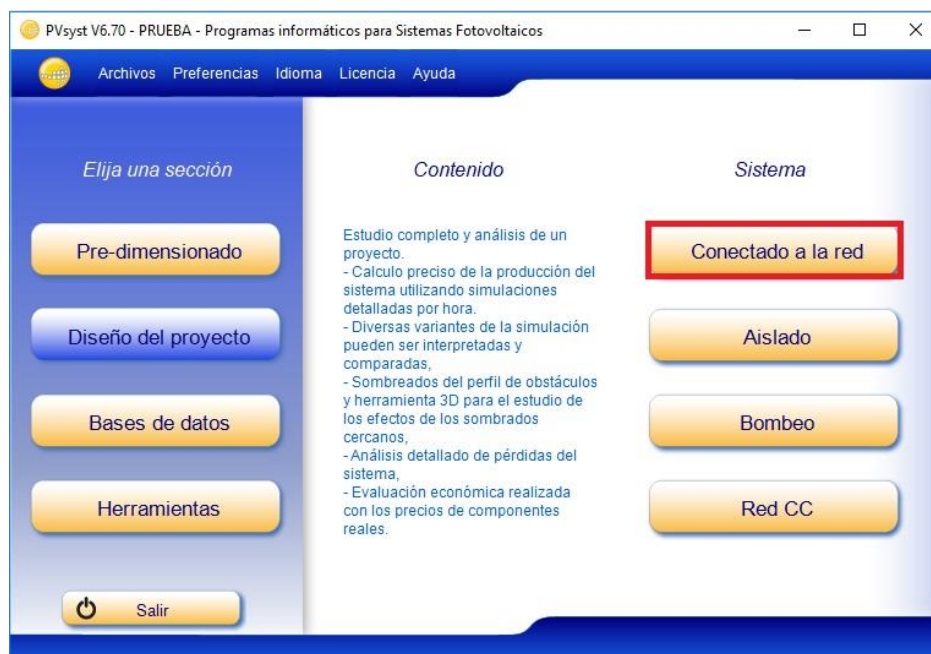 PVsyst V6.70 - PRUEBA - Programas informáticos para Sistemas Fotovoltaicos
Archivos Preferencias Idioma Licencia Ayuda
Elija una sección
Pre-dimensionado
Diseño del proyecto
Bases de datos
Herramientas
Salir
Contenido
Estudio completo y análisis de un
proyecto.
- Calculo preciso de la producción del
sistema utilizando simulaciones
detalladas por hora.
- Diversas variantes de la simulación
pueden ser interpretadas y
comparadas,
- Sombreados del perfil de obstáculos
y herramienta 3D para el estudio de
los efectos de los sombrados
cercanos,
- Análisis detallado de pérdidas del
sistema,
- Evaluación económica realizada
con los precios de componentes
reales.
Sistema
Conectado a la red
Aislado
Bombeo
Red CC